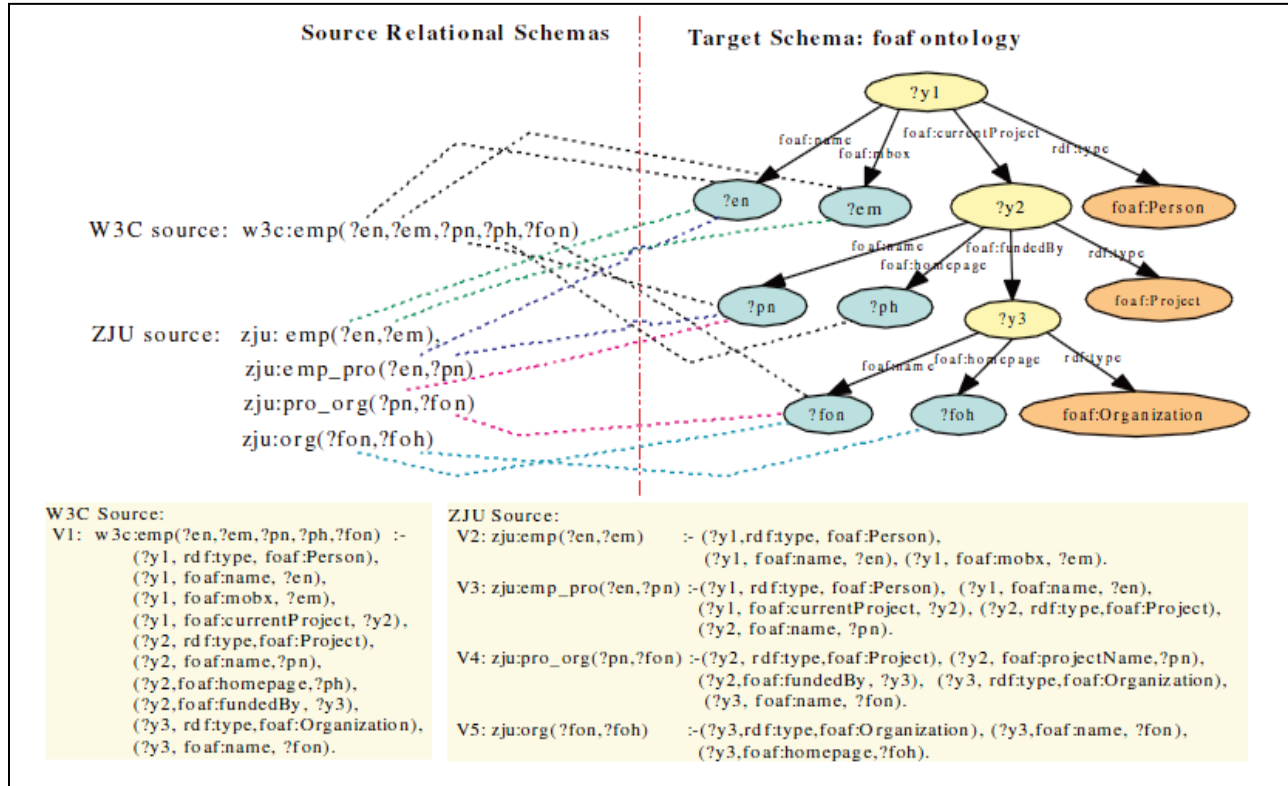 Source Relational Schemas
Target Schema: foaf ontology
?y1
foaf:name
foaf:mbox
foaf:currentProject
rdf:type
?en
?em
?y2
foaf:Person
W3C source: w3c:emp(?en,?em,?pn,?ph,?fon)
foaf:name
foaf:homepage
foaf:fundedBy
rdf:type
?pn
?ph
?y3
foaf:Project
ZJU source: zju: emp(?en,?em),
zju:emp_pro(?en,?pn)
zju:pro_org(?pn,?fon)
zju:org(?fon,?foh)
foaf:name
foaf:homepage
rdf:type
?fon
?foh
foaf:Organization
W3C Source:
V1: w3c:emp(?en,?em,?pn,?ph,?fon) :-
(?y1, rdf:type, foaf:Person),
(?y1, foaf:name, ?en),
(?y1, foaf:mobx, ?em),
(?y1, foaf:currentProject, ?y2),
(?y2, rdf:type,foaf:Project),
(?y2, foaf:name,?pn),
(?y2,foaf:homepage,?ph),
(?y2,foaf:fundedBy, ?y3),
(?y3, rdf:type,foaf:Organization),
(?y3, foaf:name, ?fon).
ZJU Source:
V2: zju:emp(?en,?em) :- (?y1,rdf:type, foaf:Person),
(?y1, foaf:name, ?en), (?y1, foaf:mobx, ?em).
V3: zju:emp_pro(?en,?pn) :-(?y1, rdf:type, foaf:Person), (?y1, foaf:name, ?en),
(?y1, foaf:currentProject, ?y2), (?y2, rdf:type,foaf:Project),
(?y2, foaf:name, ?pn).
V4: zju:pro_org(?pn,?fon) :-(?y2, rdf:type,foaf:Project), (?y2, foaf:projectName,?pn),
(?y2,foaf:fundedBy, ?y3), (?y3, rdf:type,foaf:Organization),
(?y3, foaf:name, ?fon).
V5: zju:org(?fon,?foh) :-(?y3,rdf:type,foaf:Organization), (?y3,foaf:name, ?fon),
(?y3,foaf:homepage,?foh).